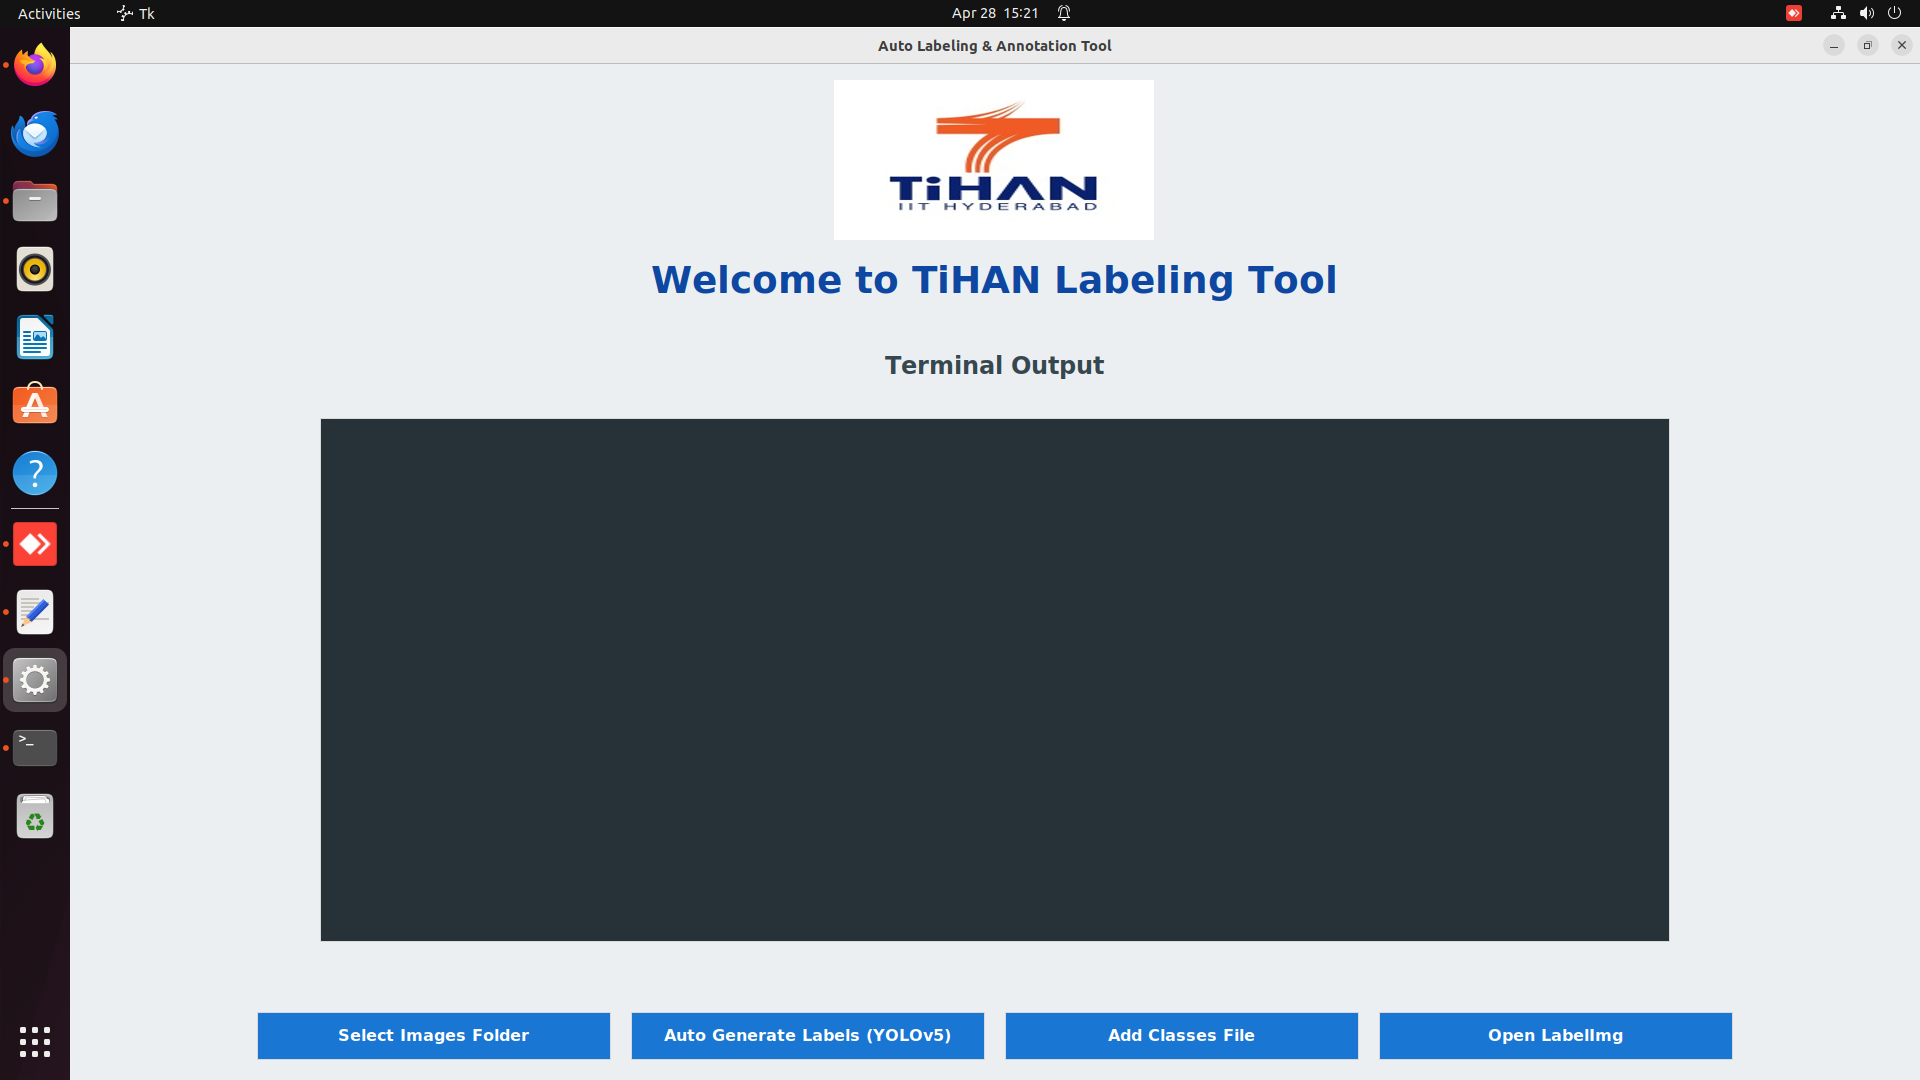 Activities
Tk
Apr 28 15:21
Auto Labeling & Annotation Tool
TiHAN
IIT HYDERABAD
Welcome to TiHAN Labeling Tool
Terminal Output
>_
?
Select Images Folder
Auto Generate Labels (YOLOv5)
Add Classes File
Open LabelImg